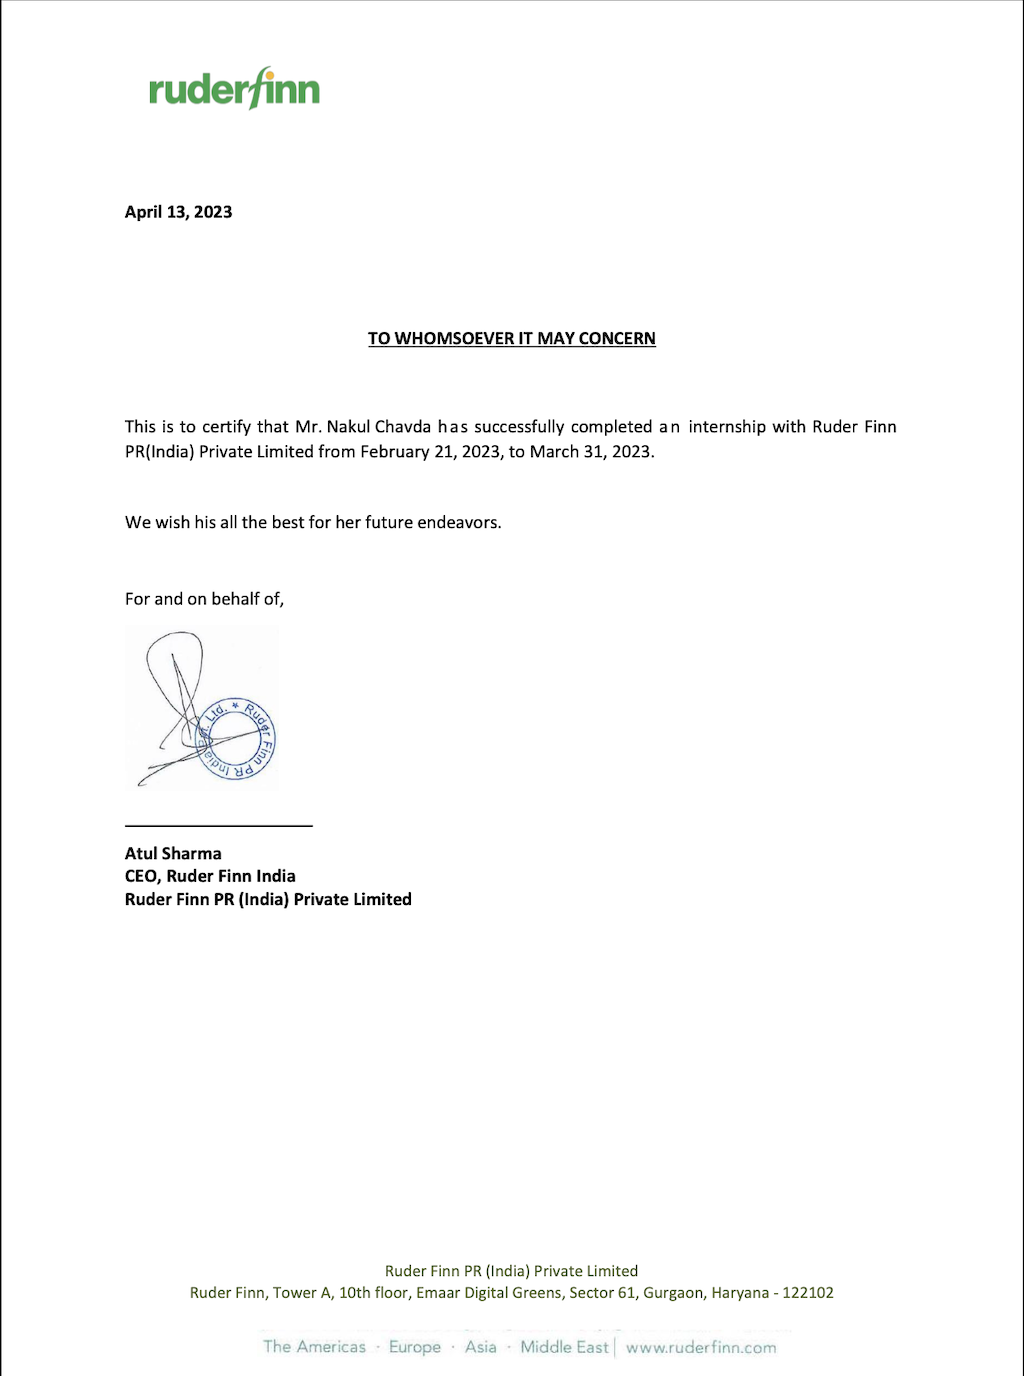 ruderfinn
April 13, 2023
TO WHOMSOEVER IT MAY CONCERN
This is to certify that Mr. Nakul Chavda has successfully completed an internship with Ruder Finn
PR(India) Private Limited from February 21, 2023, to March 31, 2023.
We wish his all the best for her future endeavors.
For and on behalf of,
Ruder Finn PR India Pvt. Ltd. *
Atul Sharma
CEO, Ruder Finn India
Ruder Finn PR (India) Private Limited
Ruder Finn PR (India) Private Limited
Ruder Finn, Tower A, 10th floor, Emaar Digital Greens, Sector 61, Gurgaon, Haryana - 122102
The Americas · Europe · Asia · Middle East | www.ruderfinn.com